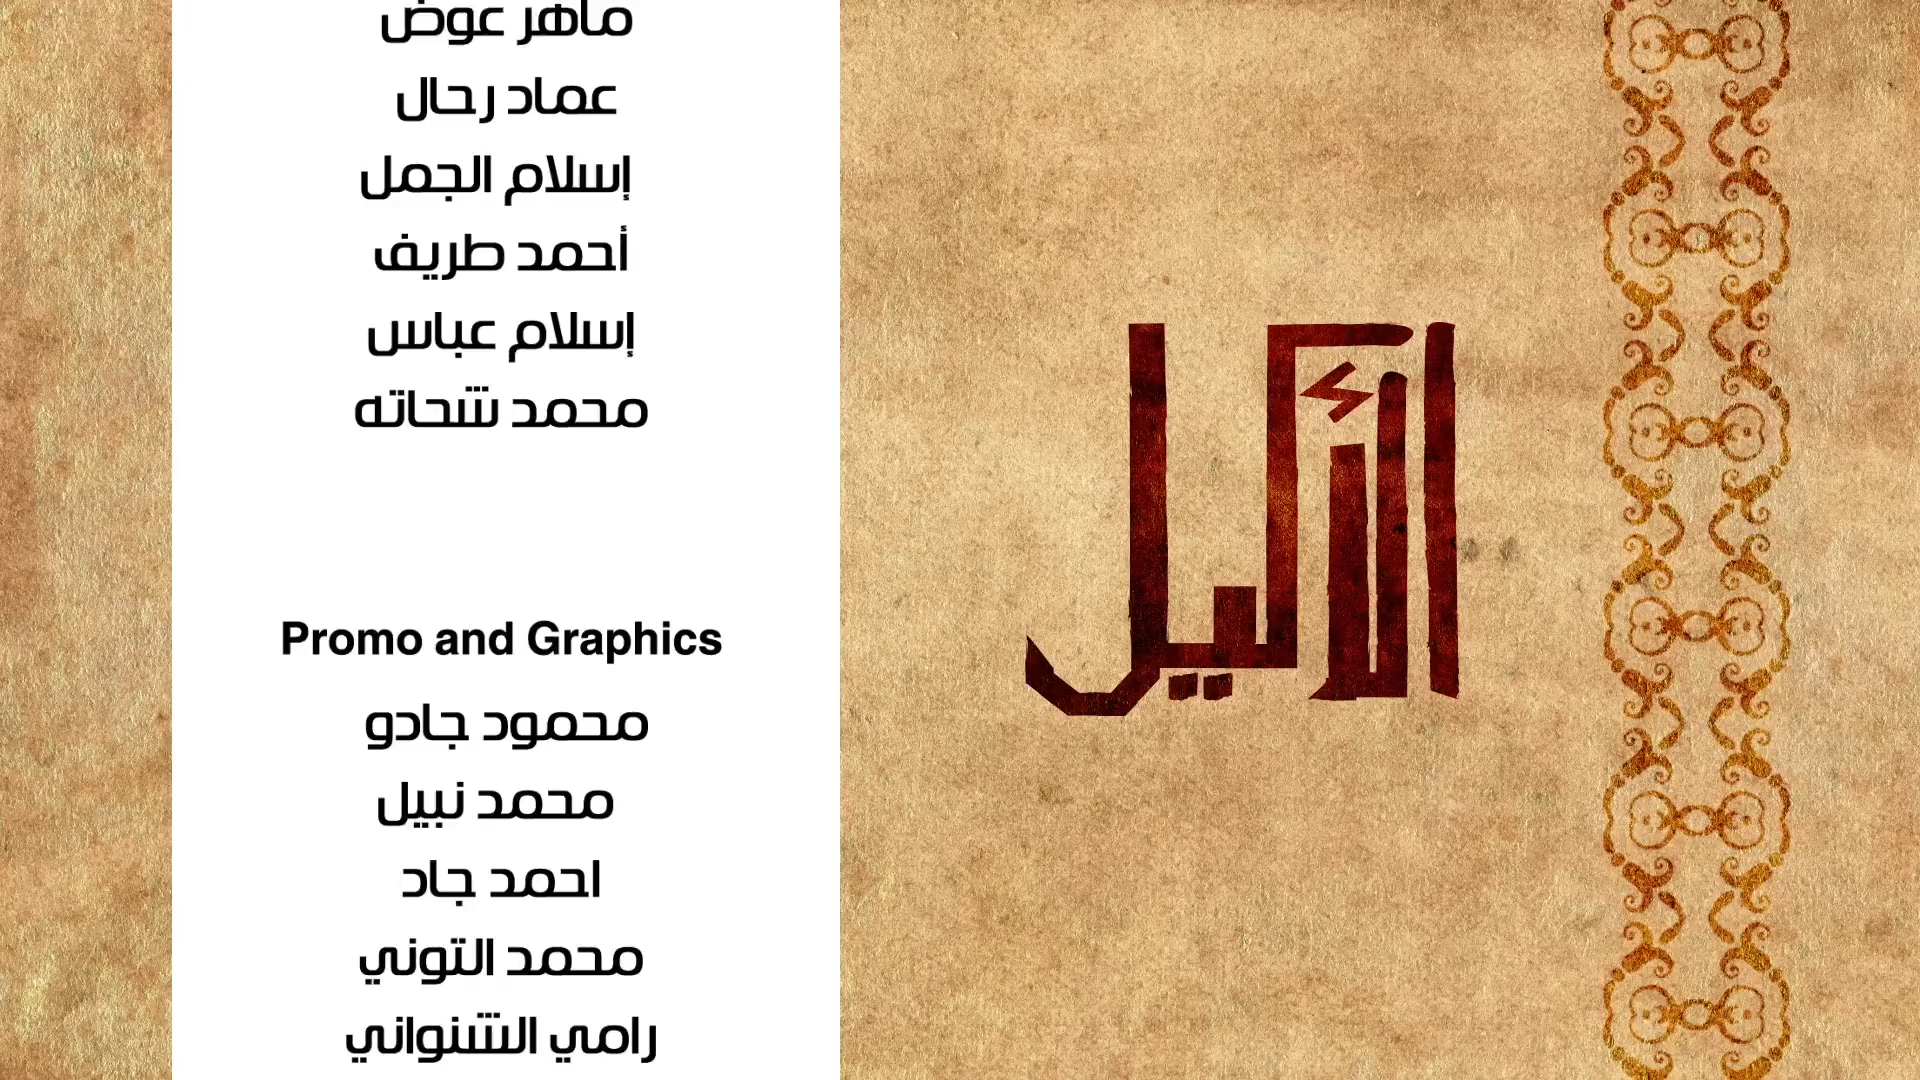 ماهر عوض
عماد رحال
إسلام الجمل
أحمد طريف
إسلام عباس
محمد شحاته
Promo and Graphics
محمود جادو
محمد نبيل
احمد جاد
محمد التوني
رامي الشنواني
الأكيل